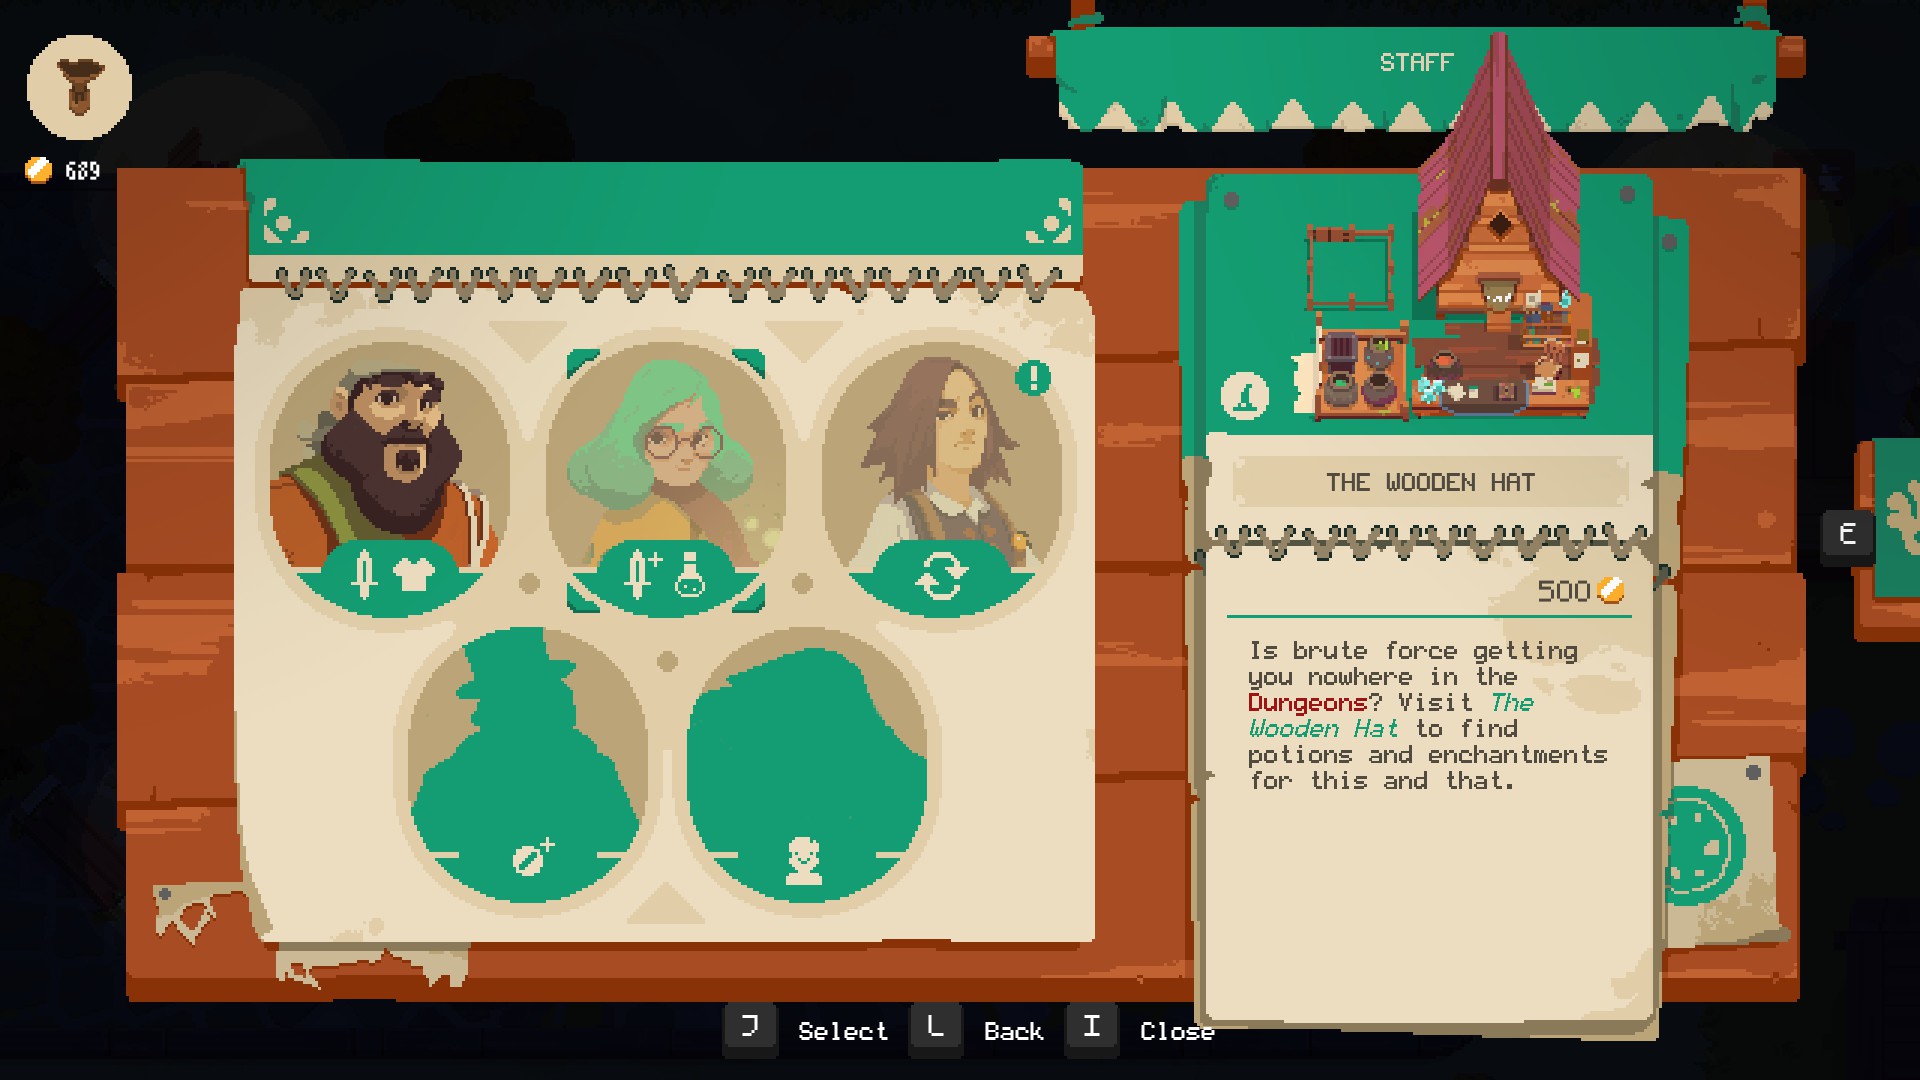 STAFF
689
THE WOODEN HAT
E
500
Is brute force getting
you nowhere in the
Dungeons? Visit The
Wooden Hat to find
potions and enchantments
for this and that.
J Select L Back I Close